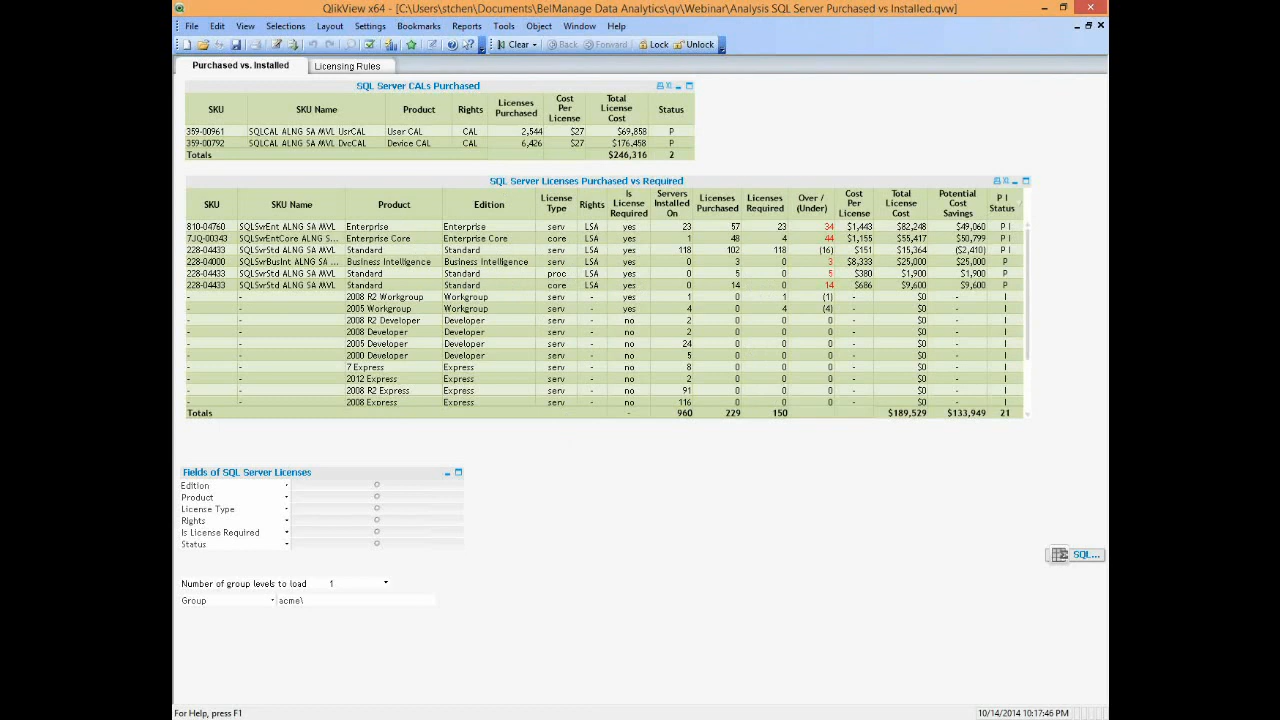 QlikView x64 - [C:\Users\stchen\Documents\BelManage Data Analytics\qv\Webinar\Analysis SQL Server Purchased vs Installed.qvw]
File Edit View Selections Layout Settings Bookmarks Reports Tools Object Window Help
Clear Back Forward Lock Unlock
Purchased vs. Installed Licensing Rules
SQL Server CALs Purchased
SKU SKU Name Product Rights Licenses Purchased Cost Per License Total License Cost Status
359-00961 SQLCAL ALNG SA MVL UsrCAL User CAL CAL 2,544 $27 $69,858 P
359-00792 SQLCAL ALNG SA MVL DvcCAL Device CAL CAL 6,426 $27 $176,458 P
Totals $246,316 2
SQL Server Licenses Purchased vs Required
SKU SKU Name Product Edition License Type Rights Is License Required Servers Installed On Licenses Purchased Licenses Required Over / (Under) Cost Per License Total License Cost Potential Cost Savings P I Status
810-04760 SQLSvrEnt ALNG SA MVL Enterprise Enterprise serv LSA yes 23 57 23 34 $1,443 $82,248 $49,060 P I
7JQ-00343 SQLSvrEntCore ALNG S... Enterprise Core Enterprise Core core LSA yes 3 48 4 44 $1,155 $55,417 $50,799 P I
228-04433 SQLSvrStd ALNG SA MVL Standard Standard serv LSA yes 118 102 118 (16) $151 $15,364 ($2,410) P I
228-04000 SQLSvrBusInt ALNG SA ... Business Intelligence Business Intelligence serv LSA yes 0 3 0 3 $8,333 $25,000 $25,000 P
228-04433 SQLSvrStd ALNG SA MVL Standard Standard proc LSA yes 0 5 0 5 $380 $1,900 $1,900 P
228-04433 SQLSvrStd ALNG SA MVL Standard Standard core LSA yes 0 14 0 14 $686 $9,600 $9,600 P
- - 2008 R2 Workgroup Workgroup serv - yes 1 0 1 (1) - $0 - I
- - 2005 Workgroup Workgroup serv - yes 4 0 4 (4) - $0 - I
- - 2008 R2 Developer Developer serv - no 2 0 0 0 - $0 - I
- - 2008 Developer Developer serv - no 2 0 0 0 - $0 - I
- - 2005 Developer Developer serv - no 24 0 0 0 - $0 - I
- - 2000 Developer Developer serv - no 5 0 0 0 - $0 - I
- - 7 Express Express serv - no 8 0 0 0 - $0 - I
- - 2012 Express Express serv - no 2 0 0 0 - $0 - I
- - 2008 R2 Express Express serv - no 91 0 0 0 - $0 - I
- - 2008 Express Express serv - no 116 0 0 0 - $0 - I
Totals - 960 229 150 $189,529 $133,949 21
Fields of SQL Server Licenses
Edition
Product
License Type
Rights
Is License Required
Status
SQL...
Number of group levels to load 1
Group acme\
For Help, press F1 10/14/2014 10:17:46 PM